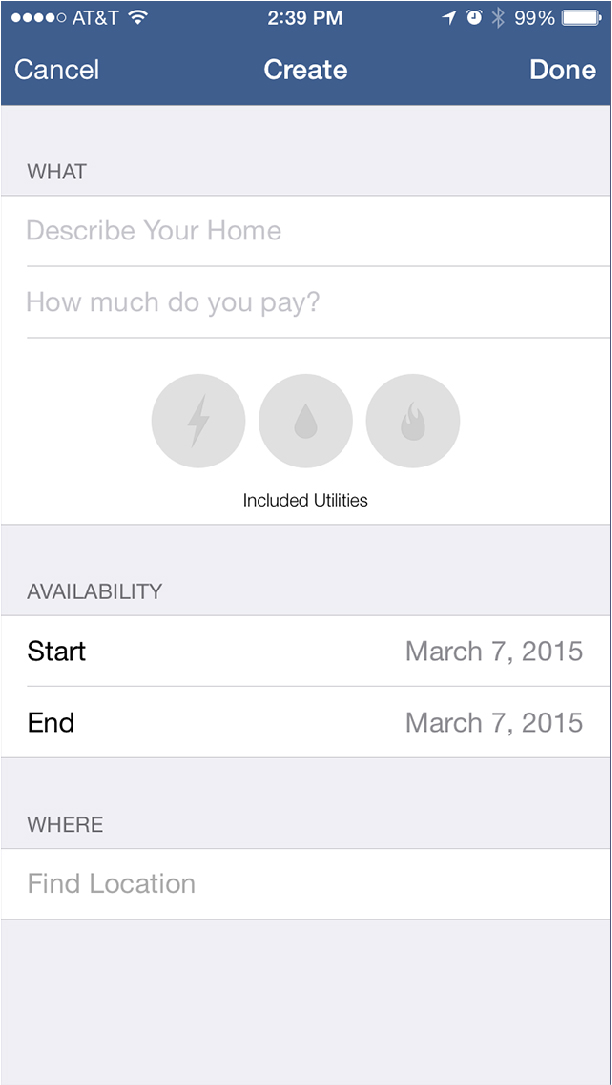 AT&T 2:39 PM 99%
Cancel Create Done
WHAT
Describe Your Home
How much do you pay?
Included Utilities
AVAILABILITY
Start March 7, 2015
End March 7, 2015
WHERE
Find Location